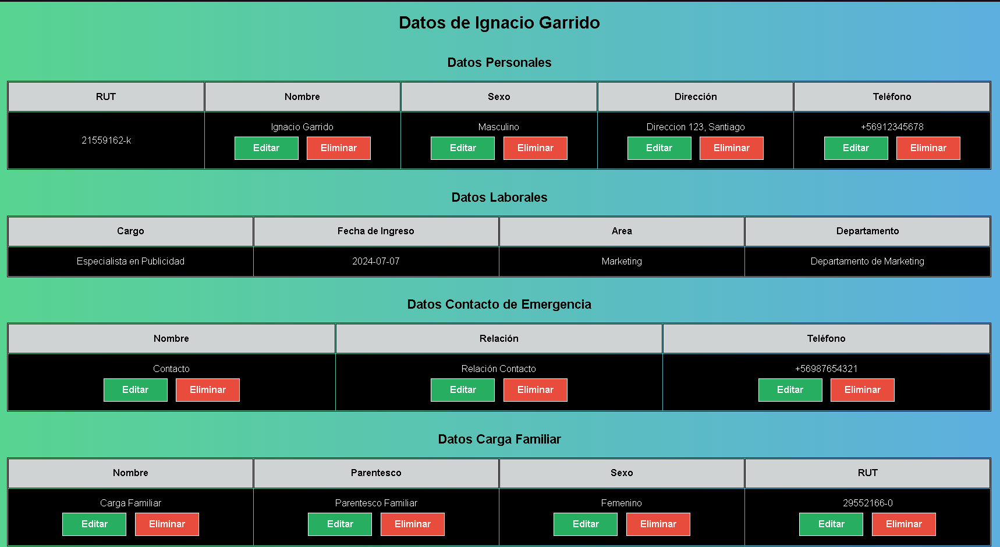 Datos de Ignacio Garrido
Datos Personales
RUT Nombre Sexo Dirección Teléfono
21559162-k Ignacio Garrido Masculino Direccion 123, Santiago +56912345678
Editar Eliminar Editar Eliminar Editar Eliminar Editar Eliminar
Datos Laborales
Cargo Fecha de Ingreso Area Departamento
Especialista en Publicidad 2024-07-07 Marketing Departamento de Marketing
Datos Contacto de Emergencia
Nombre Relación Teléfono
Contacto Relación Contacto +56987654321
Editar Eliminar Editar Eliminar Editar Eliminar
Datos Carga Familiar
Nombre Parentesco Sexo RUT
Carga Familiar Parentesco Familiar Femenino 29552166-0
Editar Eliminar Editar Eliminar Editar Eliminar Editar Eliminar